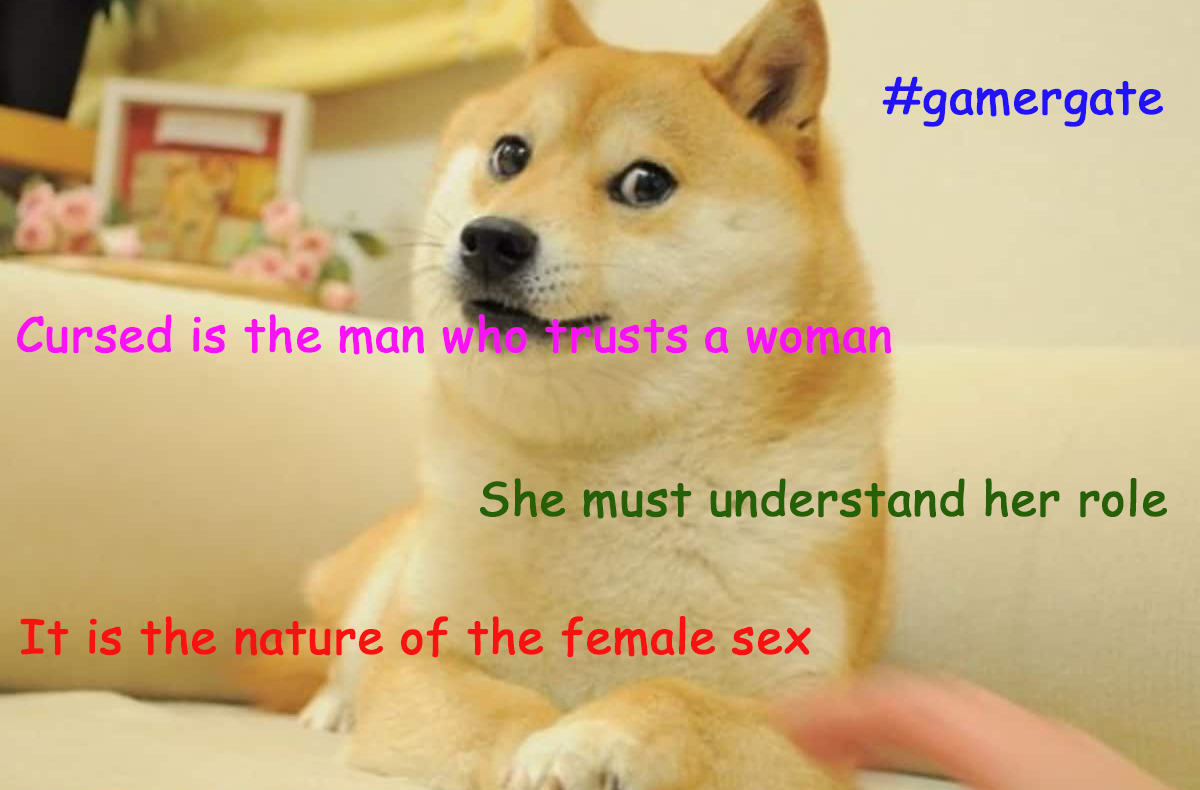 #gamergate
Cursed is the man who trusts a woman
She must understand her role
It is the nature of the female sex